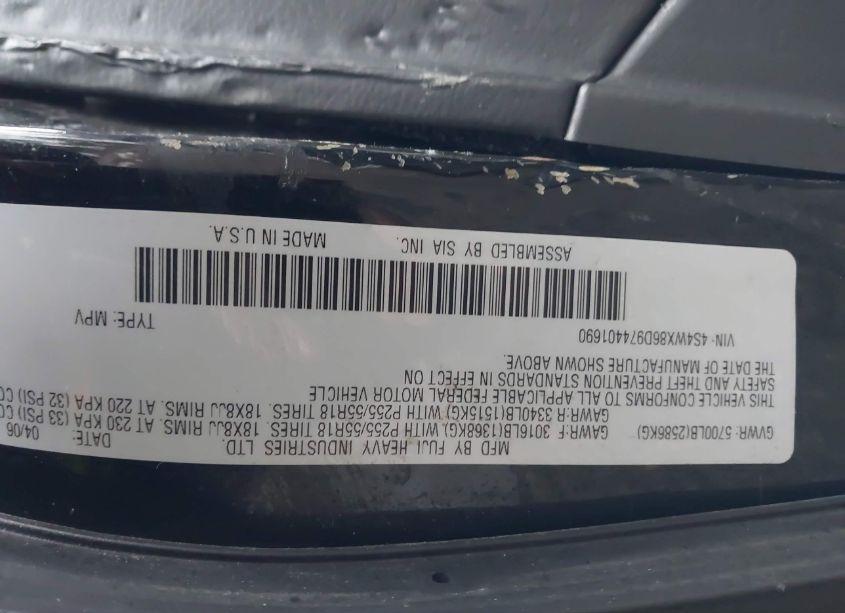 MFD BY FUJI HEAVY INDUSTRIES LTD. DATE: 04/06
GVWR: 5700LB(2586KG) GAWR:F 3016LB(1368KG) WITH P255/55R18 TIRES. 18X8JJ RIMS. AT 230 KPA (33 PSI) CO
GAWR:R 3340LB(1515KG) WITH P255/55R18 TIRES. 18X8JJ RIMS. AT 220 KPA (32 PSI) CO
THIS VEHICLE CONFORMS TO ALL APPLICABLE FEDERAL MOTOR VEHICLE
SAFETY AND THEFT PREVENTION STANDARDS IN EFFECT ON
THE DATE OF MANUFACTURE SHOWN ABOVE.
VIN: 4S4WX86D974401690 TYPE: MPV
ASSEMBLED BY SIA INC. MADE IN U.S.A.